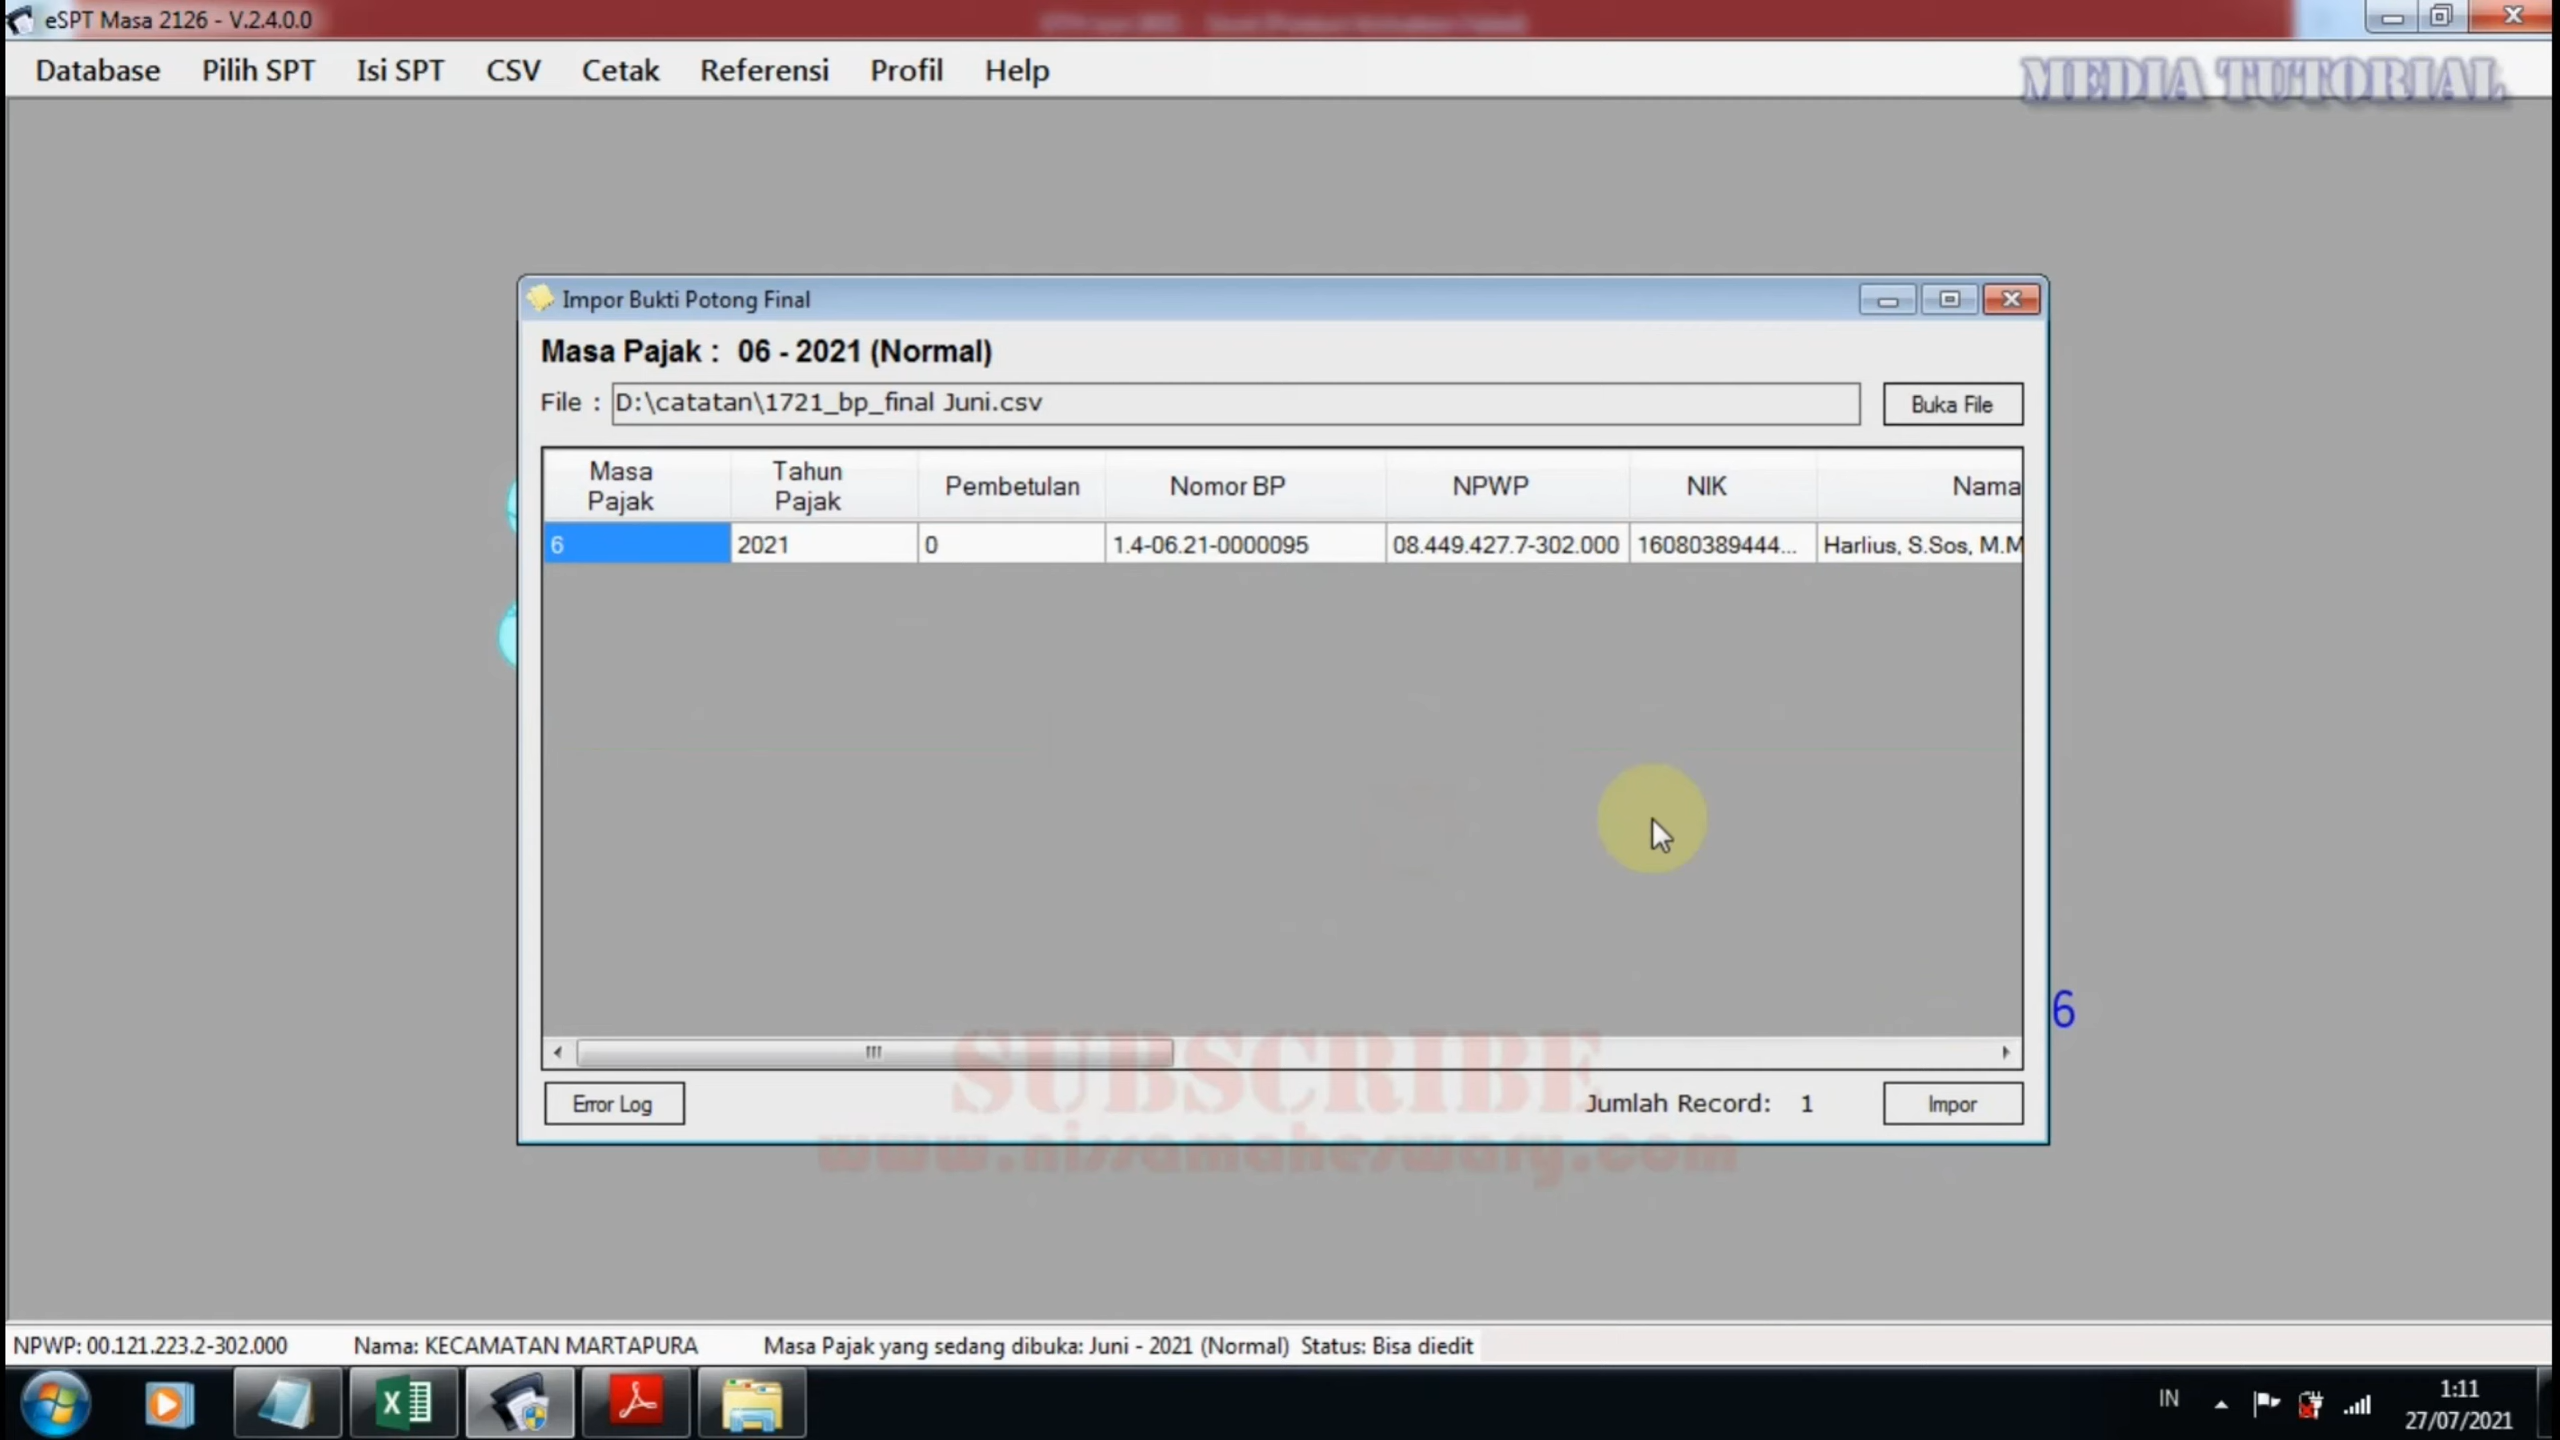 eSPT Masa 2126 - V.2.4.0.0
Database Pilih SPT Isi SPT CSV Cetak Referensi Profil Help
MEDIA TUTORIAL
Impor Bukti Potong Final
Masa Pajak : 06 - 2021 (Normal)
File : D:\catatan\1721_bp_final Juni.csv Buka File
Masa Pajak Tahun Pajak Pembetulan Nomor BP NPWP NIK Nama
6 2021 0 1.4-06.21-0000095 08.449.427.7-302.000 16080389444... Harlius, S.Sos, M.M
6
SUBSCRIBE
Error Log Jumlah Record: 1 Impor
www.nissamaheswary.com
NPWP: 00.121.223.2-302.000 Nama: KECAMATAN MARTAPURA Masa Pajak yang sedang dibuka: Juni - 2021 (Normal) Status: Bisa diedit
IN 1:11
27/07/2021